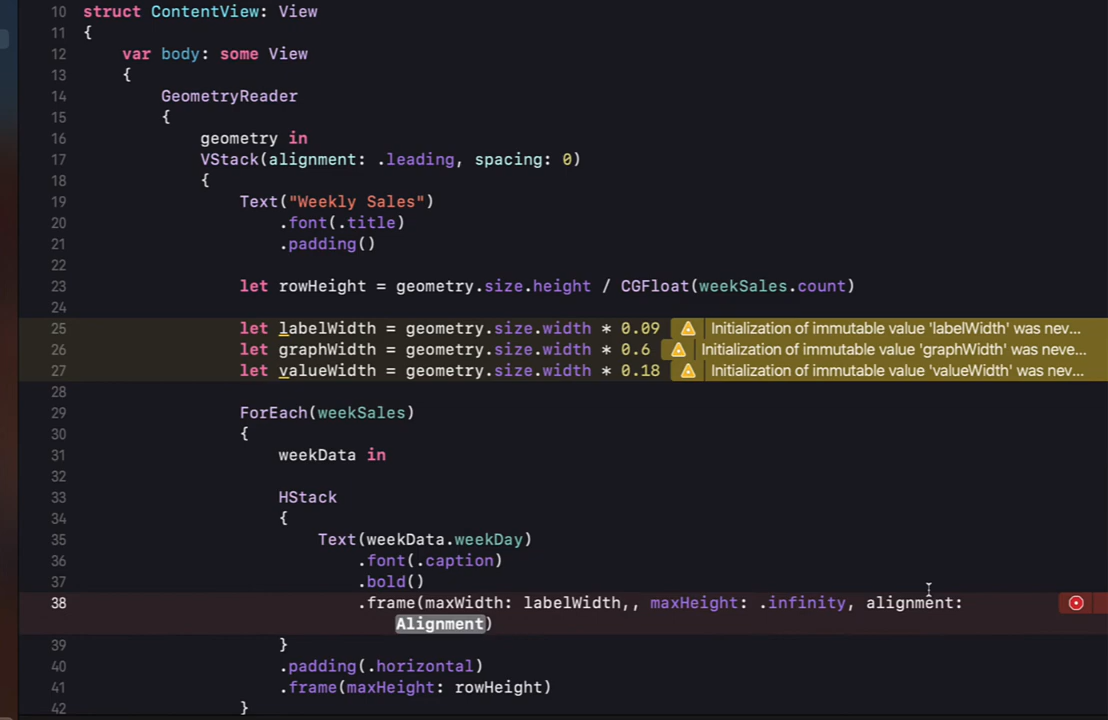 10 struct ContentView: View
11 {
12 var body: some View
13 {
14 GeometryReader
15 {
16 geometry in
17 VStack(alignment: .leading, spacing: 0)
18 {
19 Text("Weekly Sales")
20 .font(.title)
21 .padding()
22
23 let rowHeight = geometry.size.height / CGFloat(weekSales.count)
24
25 let labelWidth = geometry.size.width * 0.09 Initialization of immutable value 'labelWidth' was nev...
26 let graphWidth = geometry.size.width * 0.6 Initialization of immutable value 'graphWidth' was neve...
27 let valueWidth = geometry.size.width * 0.18 Initialization of immutable value 'valueWidth' was nev...
28
29 ForEach(weekSales)
30 {
31 weekData in
32
33 HStack
34 {
35 Text(weekData.weekDay)
36 .font(.caption)
37 .bold()
38 .frame(maxWidth: labelWidth,, maxHeight: .infinity, alignment:
Alignment)
39 }
40 .padding(.horizontal)
41 .frame(maxHeight: rowHeight)
42 }